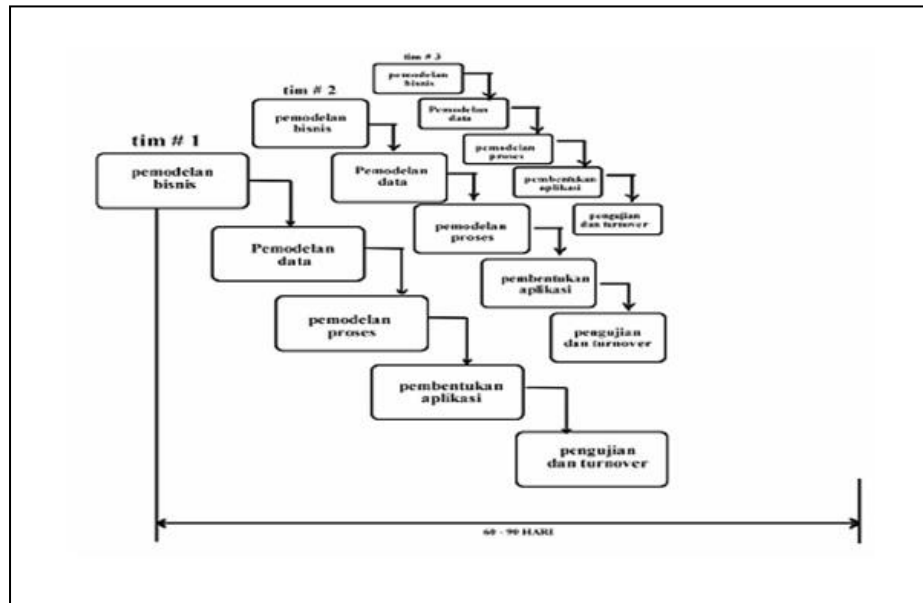 tim # 3
pemodelan
bisnis
Pemodelan
data
pemodelan
proses
pembentukan
aplikasi
pengujian
dan turnover
tim # 2
pemodelan
bisnis
Pemodelan
data
pemodelan
proses
pembentukan
aplikasi
pengujian
dan turnover
tim # 1
pemodelan
bisnis
Pemodelan
data
pemodelan
proses
pembentukan
aplikasi
pengujian
dan turnover
60 - 90 HARI